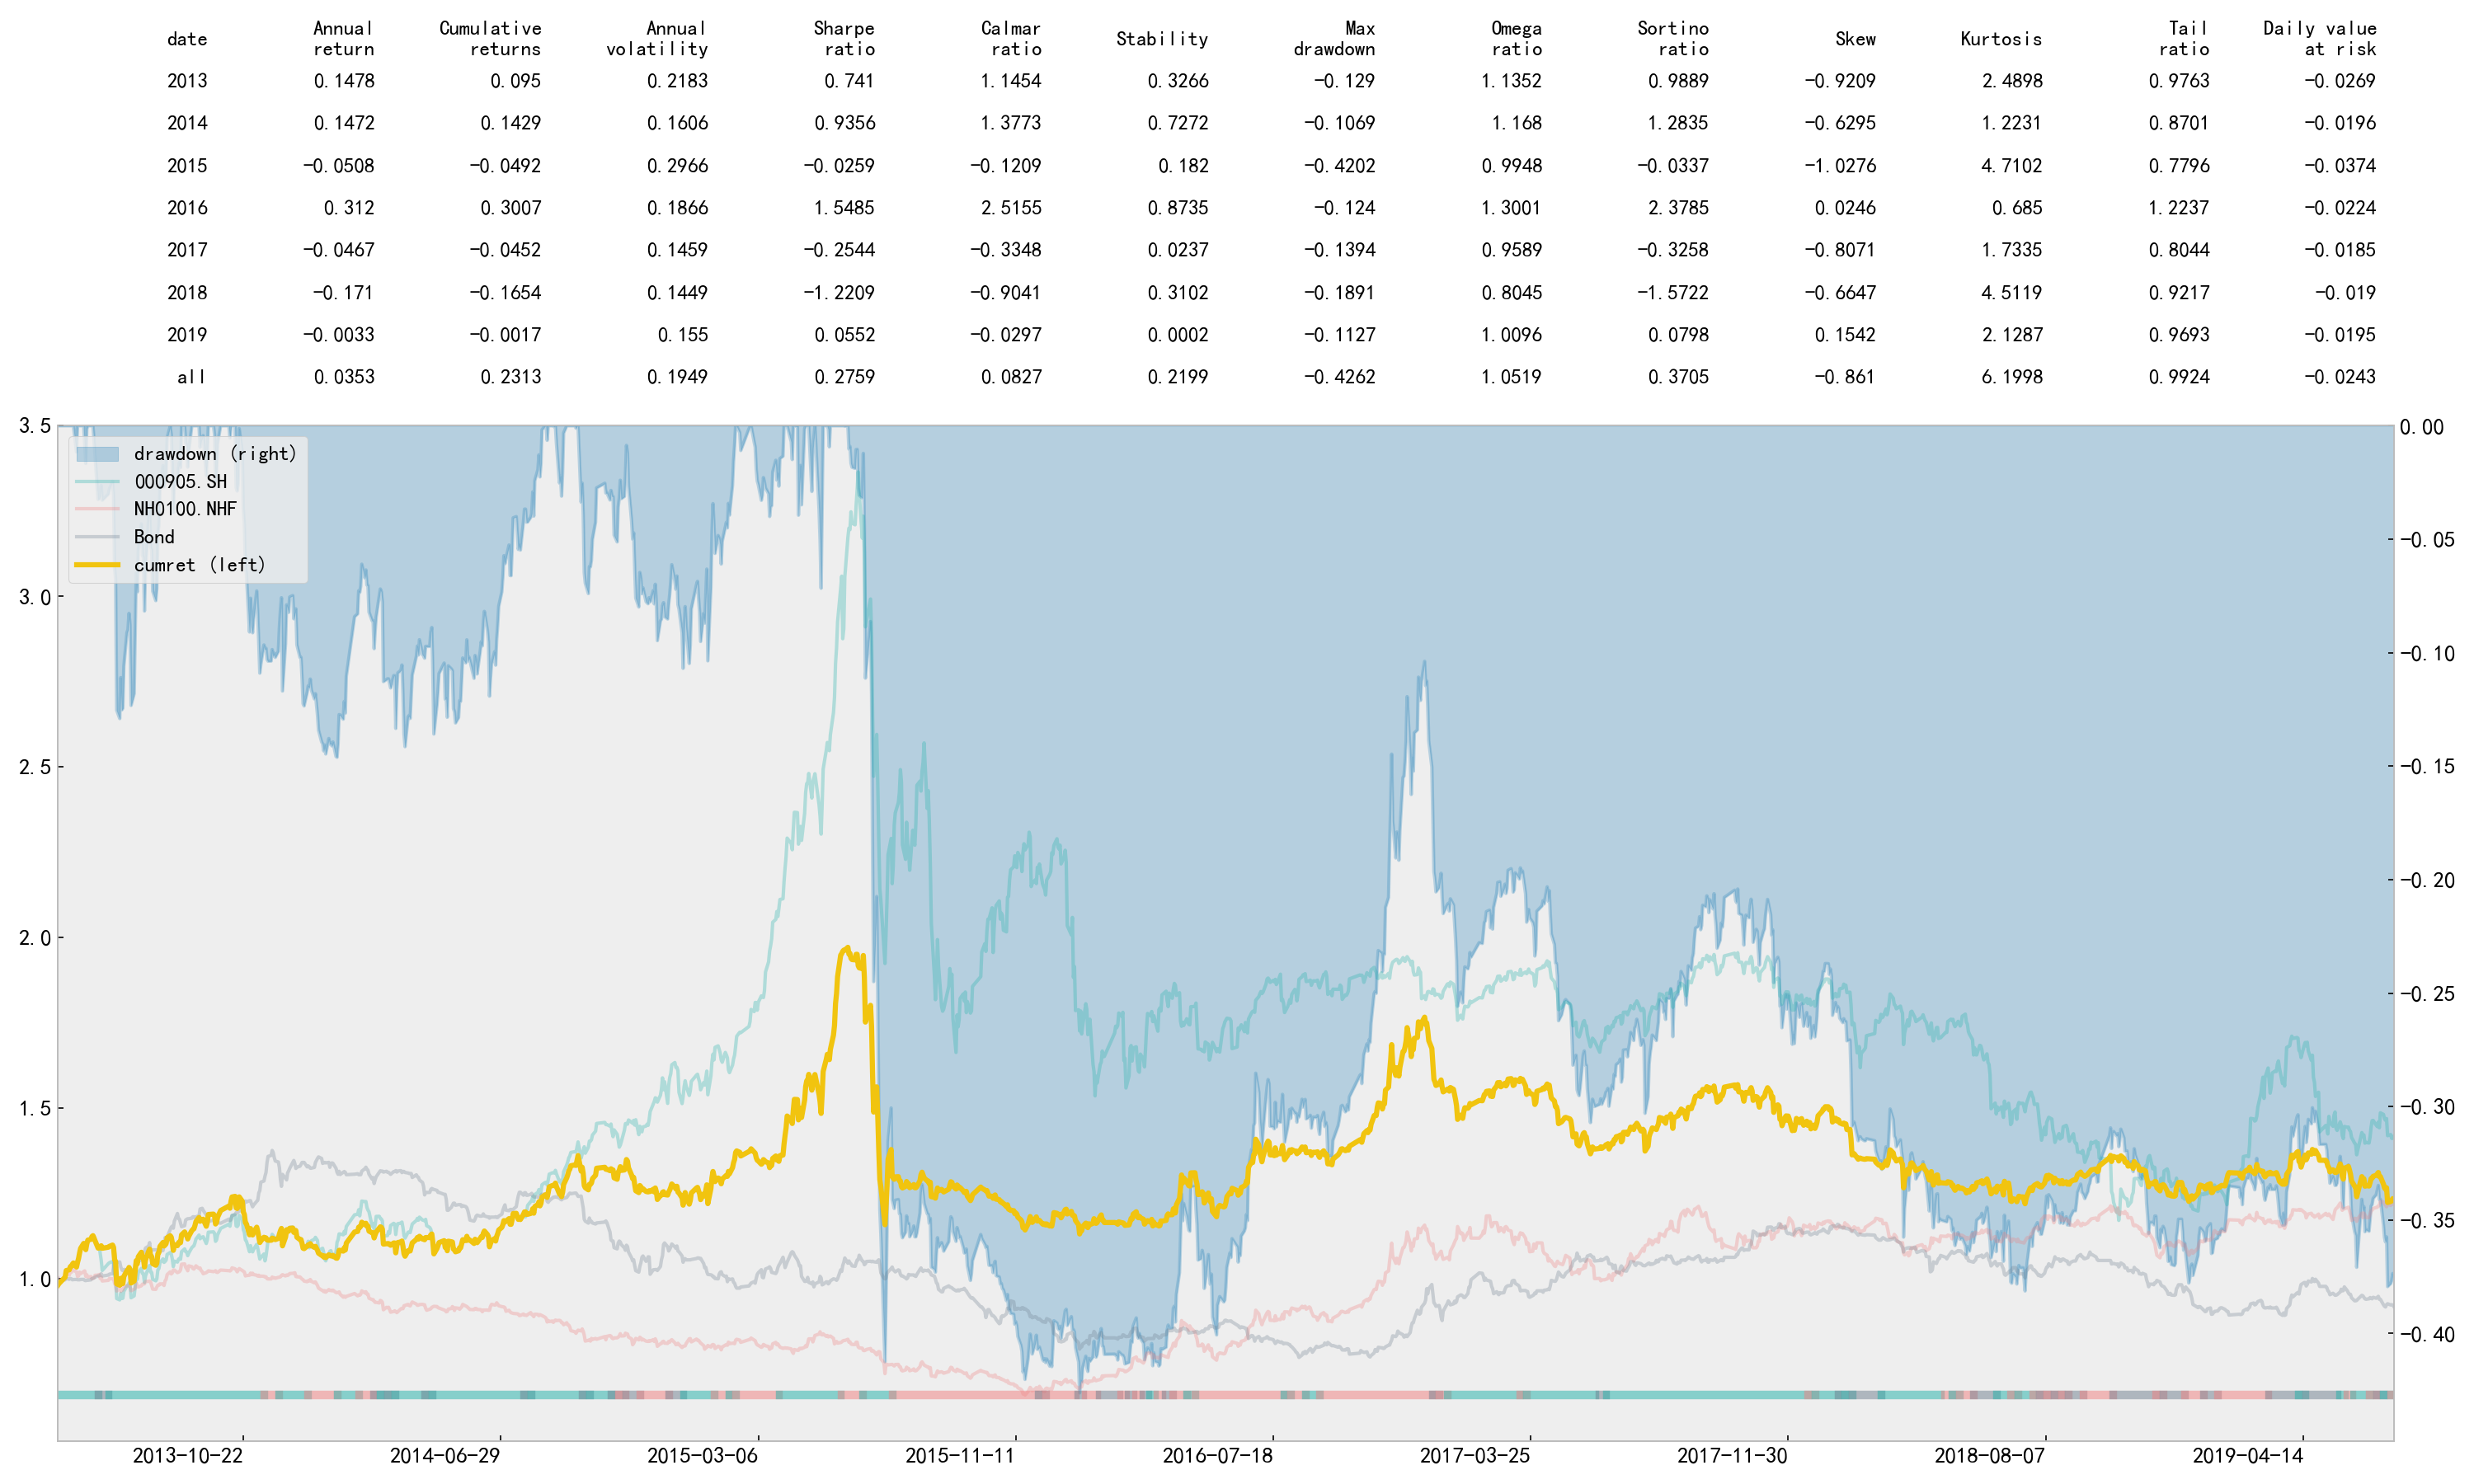 date Annual return Cumulative returns Annual volatility Sharpe ratio Calmar ratio Stability Max drawdown Omega ratio Sortino ratio Skew Kurtosis Tail ratio Daily value at risk
2013 0.1478 0.095 0.2183 0.741 1.1454 0.3266 −0.129 1.1352 0.9889 −0.9209 2.4898 0.9763 −0.0269
2014 0.1472 0.1429 0.1606 0.9356 1.3773 0.7272 −0.1069 1.168 1.2835 −0.6295 1.2231 0.8701 −0.0196
2015 −0.0508 −0.0492 0.2966 −0.0259 −0.1209 0.182 −0.4202 0.9948 −0.0337 −1.0276 4.7102 0.7796 −0.0374
2016 0.312 0.3007 0.1866 1.5485 2.5155 0.8735 −0.124 1.3001 2.3785 0.0246 0.685 1.2237 −0.0224
2017 −0.0467 −0.0452 0.1459 −0.2544 −0.3348 0.0237 −0.1394 0.9589 −0.3258 −0.8071 1.7335 0.8044 −0.0185
2018 −0.171 −0.1654 0.1449 −1.2209 −0.9041 0.3102 −0.1891 0.8045 −1.5722 −0.6647 4.5119 0.9217 −0.019
2019 −0.0033 −0.0017 0.155 0.0552 −0.0297 0.0002 −0.1127 1.0096 0.0798 0.1542 2.1287 0.9693 −0.0195
all 0.0353 0.2313 0.1949 0.2759 0.0827 0.2199 −0.4262 1.0519 0.3705 −0.861 6.1998 0.9924 −0.0243
3.5
3.0
2.5
2.0
1.5
1.0
drawdown (right)
000905.SH
NH0100.NHF
Bond
cumret (left)
0.00
−0.05
−0.10
−0.15
−0.20
−0.25
−0.30
−0.35
−0.40
2013−10−22 2014−06−29 2015−03−06 2015−11−11 2016−07−18 2017−03−25 2017−11−30 2018−08−07 2019−04−14